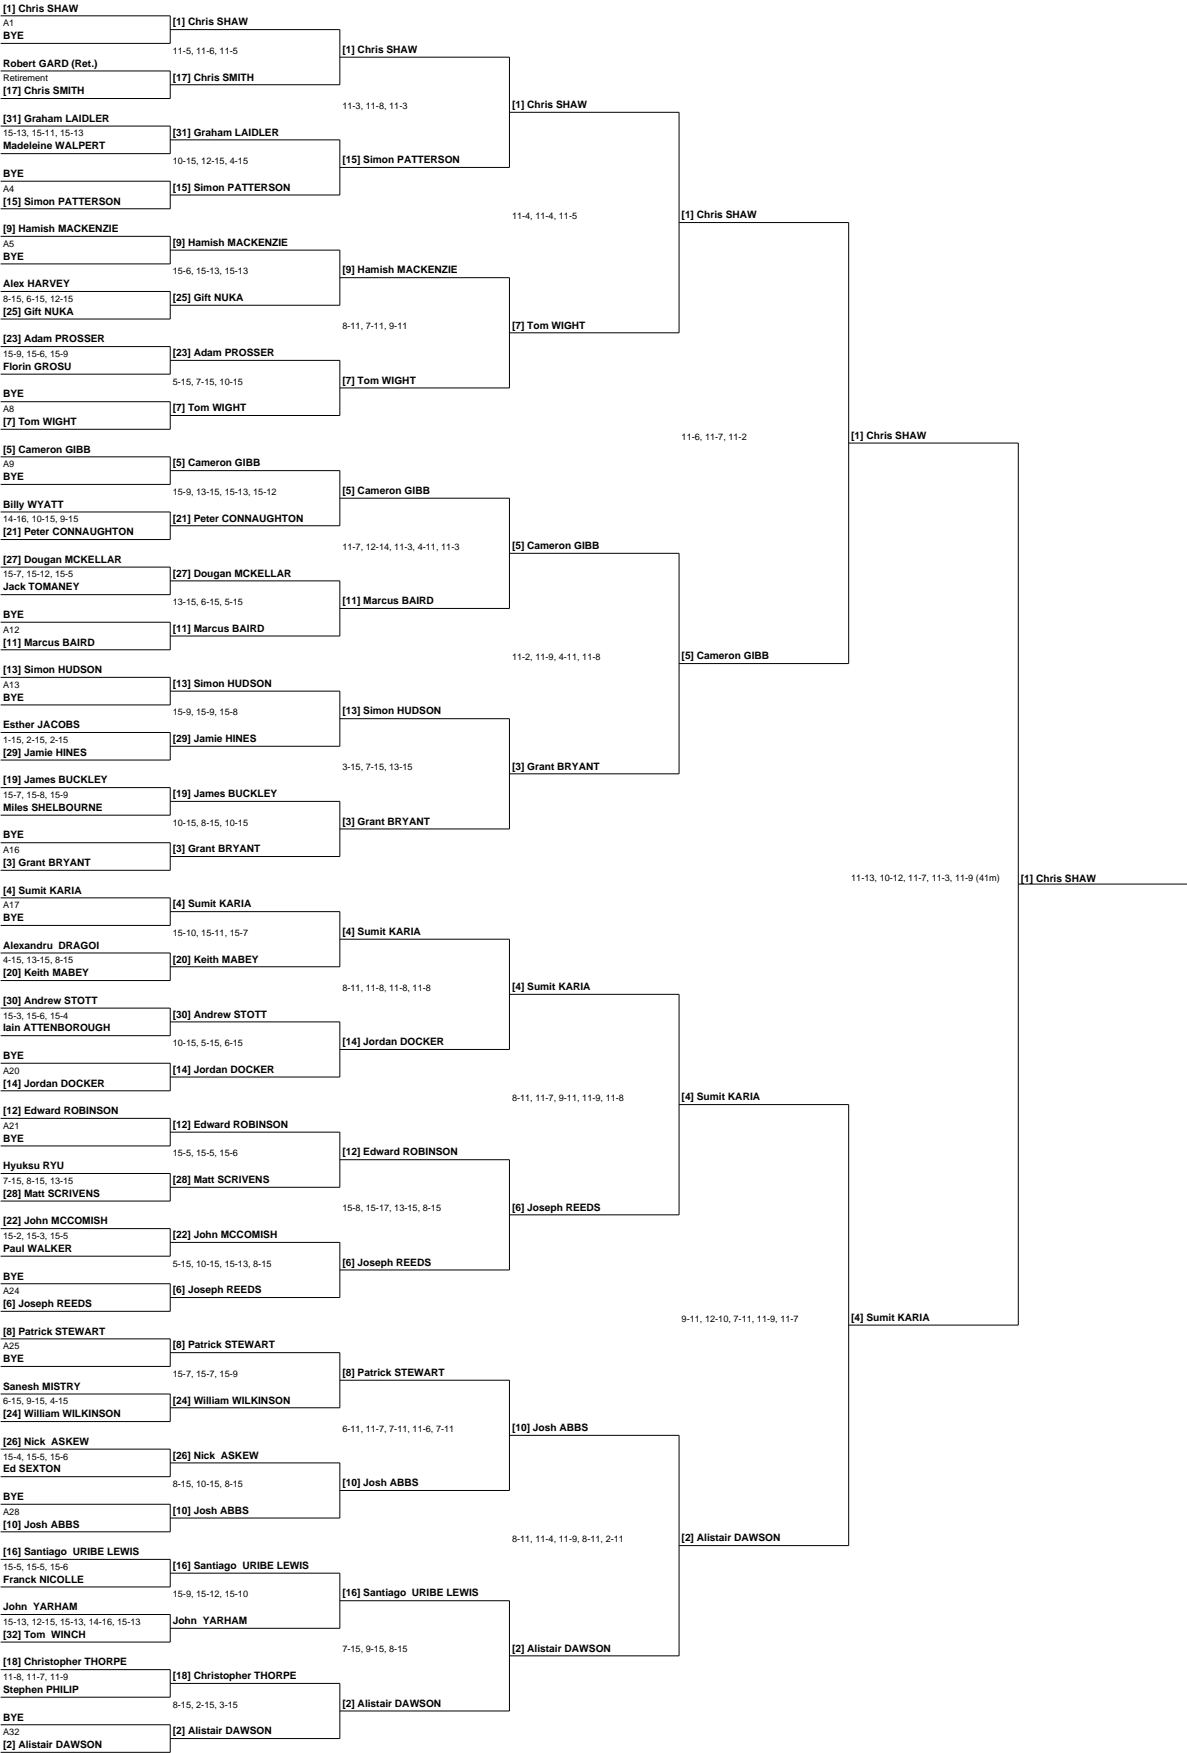 [1] Chris SHAW
A1
BYE
[1] Chris SHAW
11-5, 11-6, 11-5
[1] Chris SHAW
Robert GARD (Ret.)
Retirement
[17] Chris SMITH
[17] Chris SMITH
11-3, 11-8, 11-3
[1] Chris SHAW
[31] Graham LAIDLER
15-13, 15-11, 15-13
Madeleine WALPERT
[31] Graham LAIDLER
10-15, 12-15, 4-15
[15] Simon PATTERSON
BYE
A4
[15] Simon PATTERSON
[15] Simon PATTERSON
11-4, 11-4, 11-5
[1] Chris SHAW
[9] Hamish MACKENZIE
A5
BYE
[9] Hamish MACKENZIE
15-6, 15-13, 15-13
[9] Hamish MACKENZIE
Alex HARVEY
8-15, 6-15, 12-15
[25] Gift NUKA
[25] Gift NUKA
8-11, 7-11, 9-11
[7] Tom WIGHT
[23] Adam PROSSER
15-9, 15-6, 15-9
Florin GROSU
[23] Adam PROSSER
5-15, 7-15, 10-15
[7] Tom WIGHT
BYE
A8
[7] Tom WIGHT
[7] Tom WIGHT
11-6, 11-7, 11-2
[1] Chris SHAW
[5] Cameron GIBB
A9
BYE
[5] Cameron GIBB
15-9, 13-15, 15-13, 15-12
[5] Cameron GIBB
Billy WYATT
14-16, 10-15, 9-15
[21] Peter CONNAUGHTON
[21] Peter CONNAUGHTON
11-7, 12-14, 11-3, 4-11, 11-3
[5] Cameron GIBB
[27] Dougan MCKELLAR
15-7, 15-12, 15-5
Jack TOMANEY
[27] Dougan MCKELLAR
13-15, 6-15, 5-15
[11] Marcus BAIRD
BYE
A12
[11] Marcus BAIRD
[11] Marcus BAIRD
11-2, 11-9, 4-11, 11-8
[5] Cameron GIBB
[13] Simon HUDSON
A13
BYE
[13] Simon HUDSON
15-9, 15-9, 15-8
[13] Simon HUDSON
Esther JACOBS
1-15, 2-15, 2-15
[29] Jamie HINES
[29] Jamie HINES
3-15, 7-15, 13-15
[3] Grant BRYANT
[19] James BUCKLEY
15-7, 15-8, 15-9
Miles SHELBOURNE
[19] James BUCKLEY
10-15, 8-15, 10-15
[3] Grant BRYANT
BYE
A16
[3] Grant BRYANT
[3] Grant BRYANT
11-13, 10-12, 11-7, 11-3, 11-9 (41m)
[1] Chris SHAW
[4] Sumit KARIA
A17
BYE
[4] Sumit KARIA
15-10, 15-11, 15-7
[4] Sumit KARIA
Alexandru DRAGOI
4-15, 13-15, 8-15
[20] Keith MABEY
[20] Keith MABEY
8-11, 11-8, 11-8, 11-8
[4] Sumit KARIA
[30] Andrew STOTT
15-3, 15-6, 15-4
Iain ATTENBOROUGH
[30] Andrew STOTT
10-15, 5-15, 6-15
[14] Jordan DOCKER
BYE
A20
[14] Jordan DOCKER
[14] Jordan DOCKER
8-11, 11-7, 9-11, 11-9, 11-8
[4] Sumit KARIA
[12] Edward ROBINSON
A21
BYE
[12] Edward ROBINSON
15-5, 15-5, 15-6
[12] Edward ROBINSON
Hyuksu RYU
7-15, 8-15, 13-15
[28] Matt SCRIVENS
[28] Matt SCRIVENS
15-8, 15-17, 13-15, 8-15
[6] Joseph REEDS
[22] John MCCOMISH
15-2, 15-3, 15-5
Paul WALKER
[22] John MCCOMISH
5-15, 10-15, 15-13, 8-15
[6] Joseph REEDS
BYE
A24
[6] Joseph REEDS
[6] Joseph REEDS
9-11, 12-10, 7-11, 11-9, 11-7
[4] Sumit KARIA
[8] Patrick STEWART
A25
BYE
[8] Patrick STEWART
15-7, 15-7, 15-9
[8] Patrick STEWART
Sanesh MISTRY
6-15, 9-15, 4-15
[24] William WILKINSON
[24] William WILKINSON
6-11, 11-7, 7-11, 11-6, 7-11
[10] Josh ABBS
[26] Nick ASKEW
15-4, 15-5, 15-6
Ed SEXTON
[26] Nick ASKEW
8-15, 10-15, 8-15
[10] Josh ABBS
BYE
A28
[10] Josh ABBS
[10] Josh ABBS
8-11, 11-4, 11-9, 8-11, 2-11
[2] Alistair DAWSON
[16] Santiago URIBE LEWIS
15-5, 15-5, 15-6
Franck NICOLLE
[16] Santiago URIBE LEWIS
15-9, 15-12, 15-10
[16] Santiago URIBE LEWIS
John YARHAM
15-13, 12-15, 15-13, 14-16, 15-13
[32] Tom WINCH
John YARHAM
7-15, 9-15, 8-15
[2] Alistair DAWSON
[18] Christopher THORPE
11-8, 11-7, 11-9
Stephen PHILIP
[18] Christopher THORPE
8-15, 2-15, 3-15
[2] Alistair DAWSON
BYE
A32
[2] Alistair DAWSON
[2] Alistair DAWSON